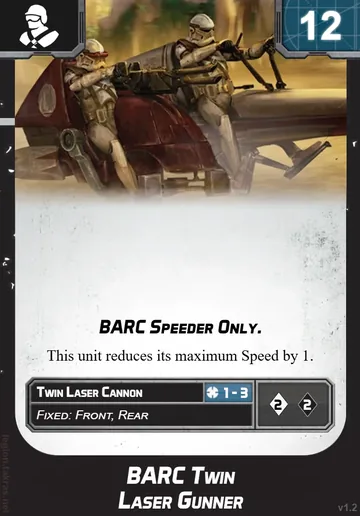 12
BARC Speeder Only.
This unit reduces its maximum Speed by 1.
Twin Laser Cannon 1 - 3
Fixed: Front, Rear
2 2
BARC Twin
Laser Gunner
v1.2